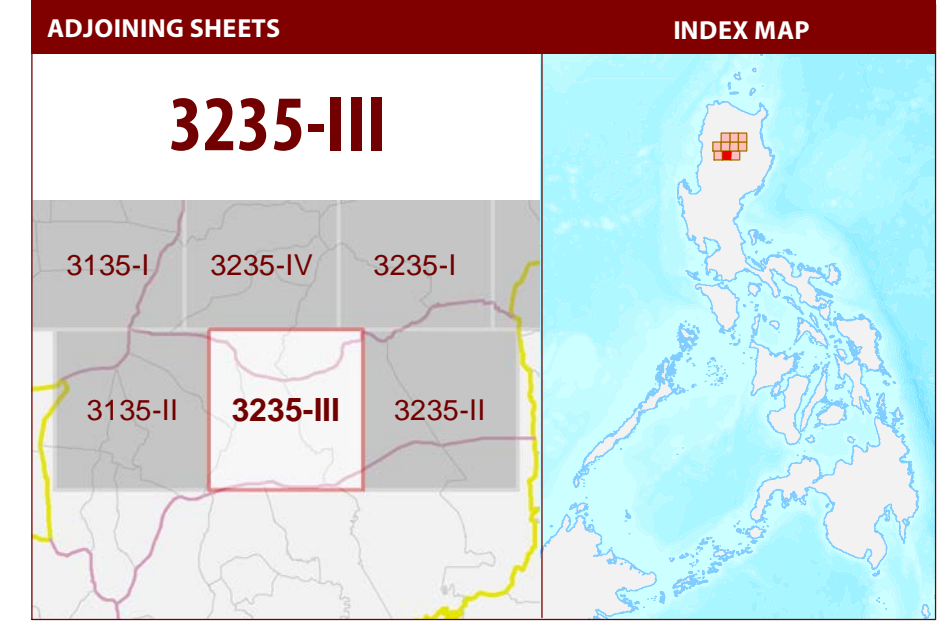 ADJOINING SHEETS
INDEX MAP
3235-III
3135-I
3235-IV
3235-I
3135-II
3235-III
3235-II